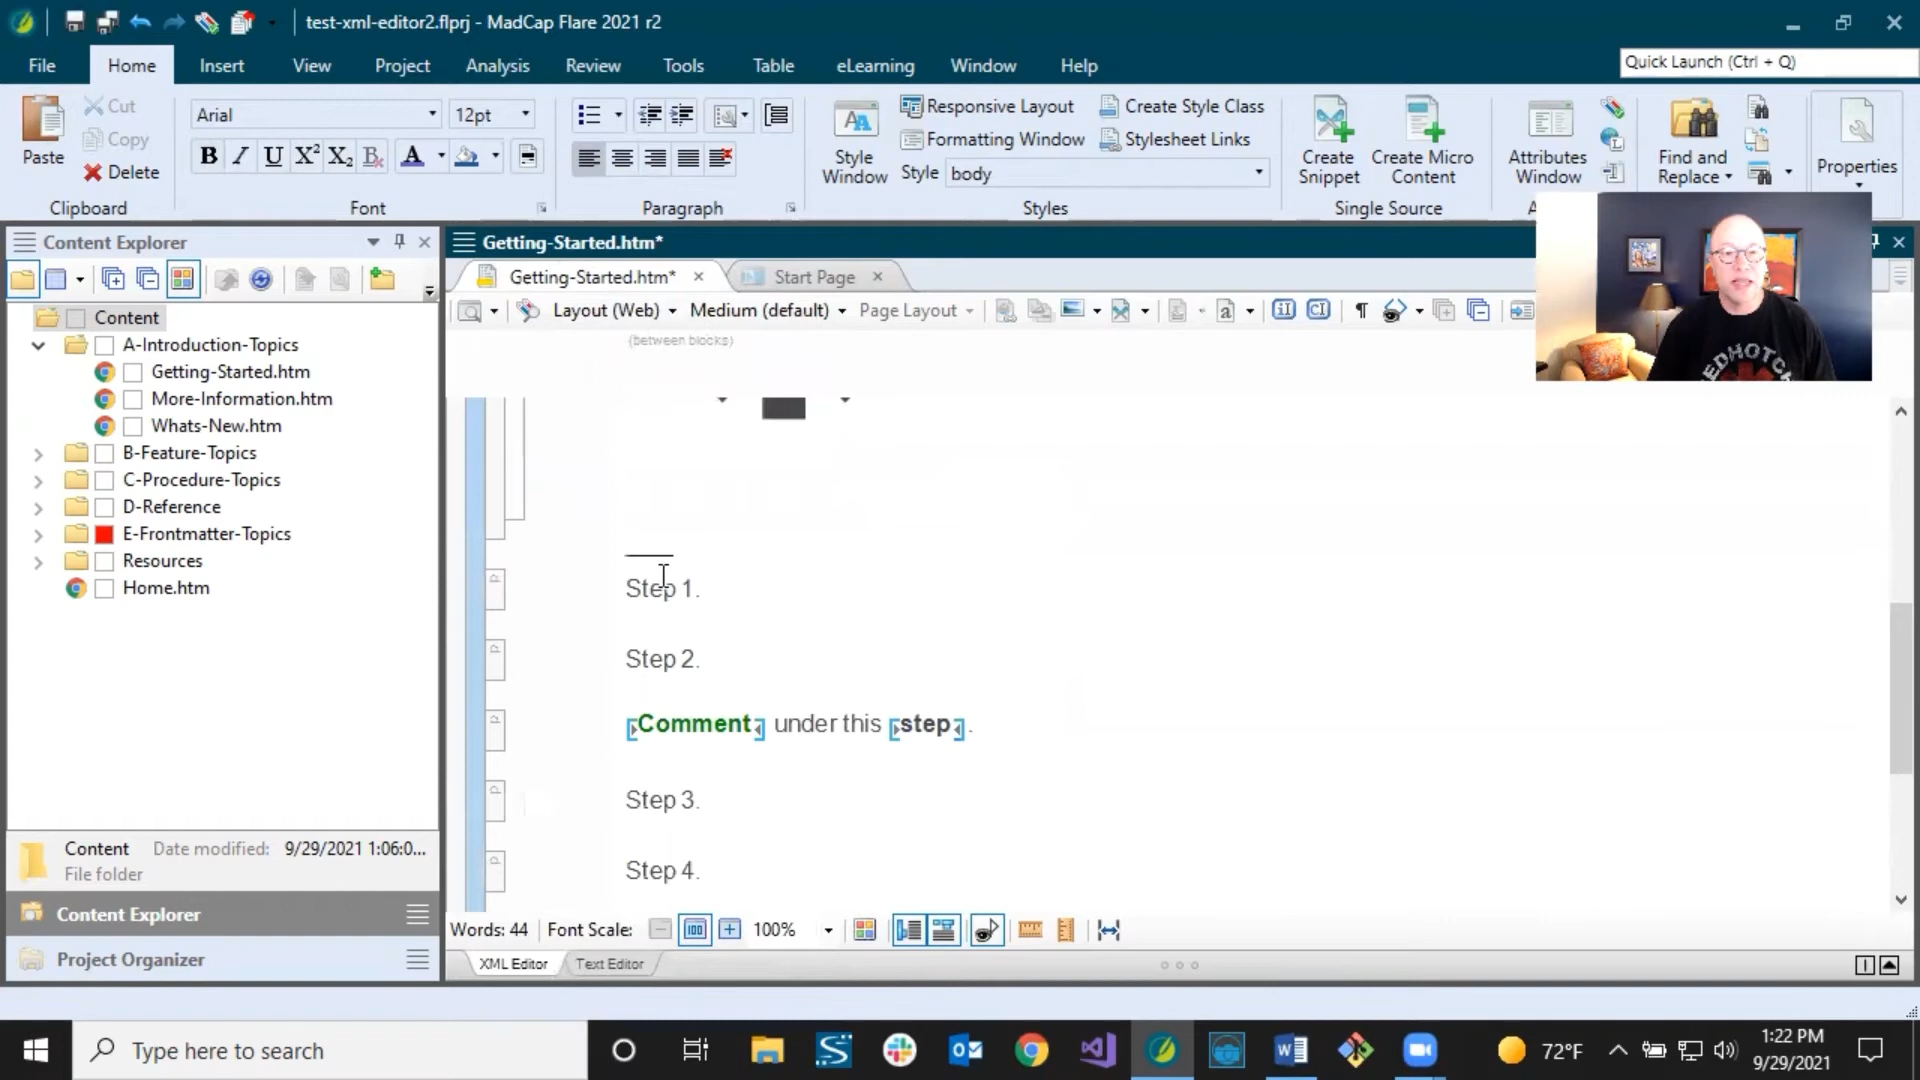 test-xml-editor2.flprj - MadCap Flare 2021 r2
File Home Insert View Project Analysis Review Tools Table eLearning Window Help
Quick Launch (Ctrl + Q)
Paste
Cut
Copy
Delete
Clipboard
Arial 12pt
B I U X² X₂ B
Font
Paragraph
Style Window
Responsive Layout
Create Style Class
Formatting Window
Stylesheet Links
Style body
Styles
Create Snippet
Create Micro Content
Single Source
Attributes Window
Find and Replace
Properties
Content Explorer
Content
A-Introduction-Topics
Getting-Started.htm
More-Information.htm
Whats-New.htm
B-Feature-Topics
C-Procedure-Topics
D-Reference
E-Frontmatter-Topics
Resources
Home.htm
Content Date modified: 9/29/2021 1:06:0...
File folder
Content Explorer
Project Organizer
Getting-Started.htm*
Getting-Started.htm* Start Page
Layout (Web) Medium (default) Page Layout
(between blocks)
Step 1.
Step 2.
Comment under this step.
Step 3.
Step 4.
Words: 44 Font Scale: 100%
XML Editor Text Editor
Type here to search
72°F
1:22 PM
9/29/2021